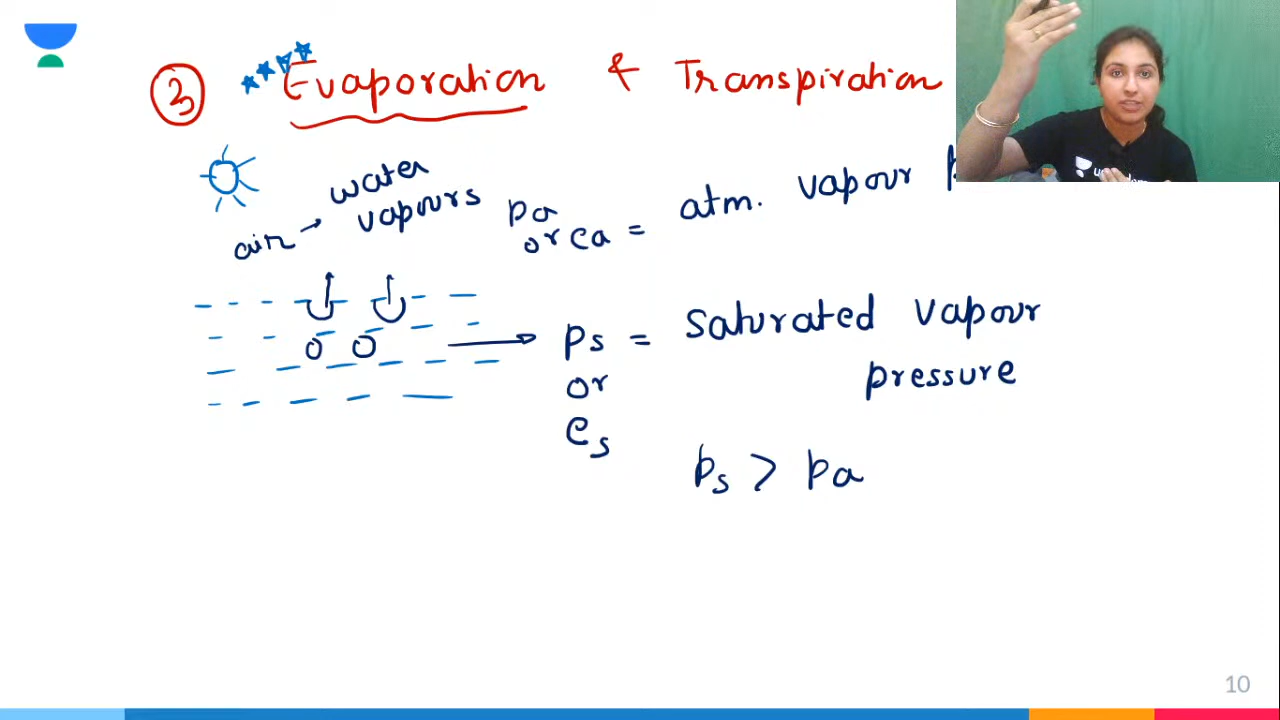 3 Evaporation & Transpiration
water
vapours
air →
pa
or ea = atm. vapour
ps = saturated vapour
pressure
or
es
ps > pa
10